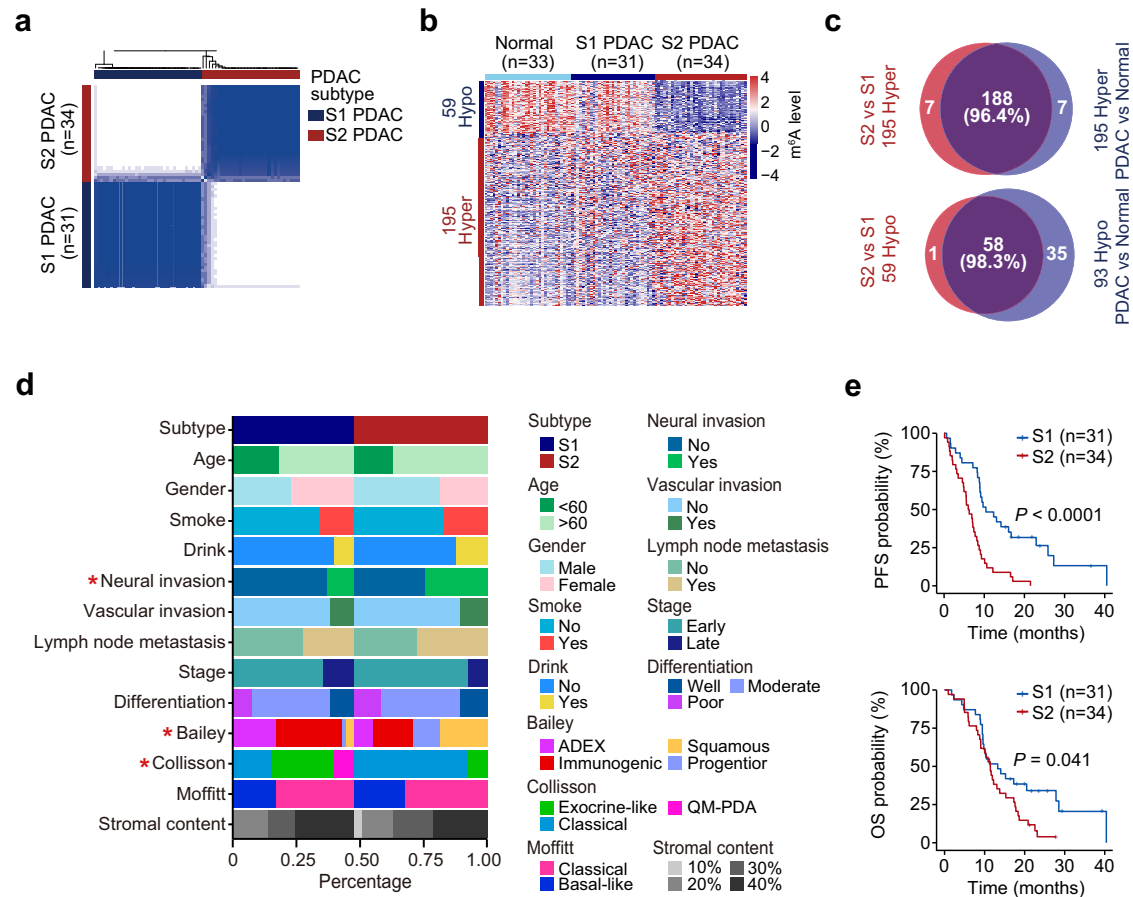 a
PDAC
subtype
S1 PDAC
S2 PDAC
S2 PDAC
(n=34)
S1 PDAC
(n=31)
b
Normal
(n=33)
S1 PDAC
(n=31)
S2 PDAC
(n=34)
59
Hypo
195
Hyper
4
2
0
−2
−4
m⁶A level
c
S2 vs S1
195 Hyper
7
188
(96.4%)
7
195 Hyper
PDAC vs Normal
S2 vs S1
59 Hypo
1
58
(98.3%)
35
93 Hypo
PDAC vs Normal
d
Subtype
Age
Gender
Smoke
Drink
* Neural invasion
Vascular invasion
Lymph node metastasis
Stage
Differentiation
* Bailey
* Collisson
Moffitt
Stromal content
0
0.25
0.50
0.75
1.00
Percentage
Subtype
S1
S2
Age
<60
>60
Gender
Male
Female
Smoke
No
Yes
Drink
No
Yes
Bailey
ADEX
Squamous
Immunogenic
Progentior
Collisson
Exocrine-like
QM-PDA
Classical
Moffitt
Classical
Basal-like
Neural invasion
No
Yes
Vascular invasion
No
Yes
Lymph node metastasis
No
Yes
Stage
Early
Late
Differentiation
Well
Moderate
Poor
Stromal content
10%
30%
20%
40%
e
PFS probability (%)
100
75
50
25
0
S1 (n=31)
S2 (n=34)
P < 0.0001
0
10
20
30
40
Time (months)
OS probability (%)
100
75
50
25
0
S1 (n=31)
S2 (n=34)
P = 0.041
0
10
20
30
40
Time (months)